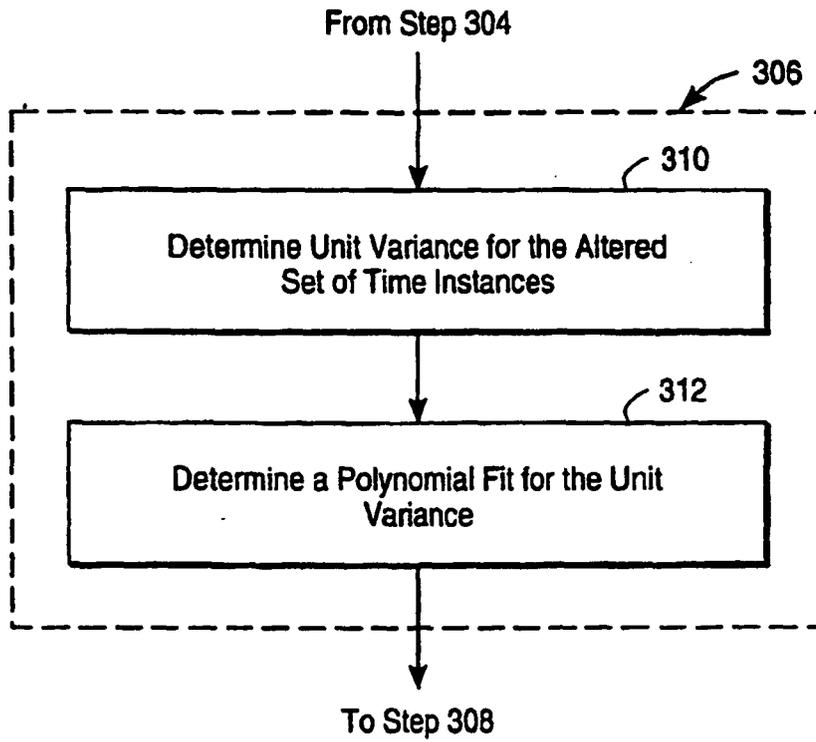 From Step 304
306
310
Determine Unit Variance for the Altered
Set of Time Instances
312
Determine a Polynomial Fit for the Unit
Variance
To Step 308